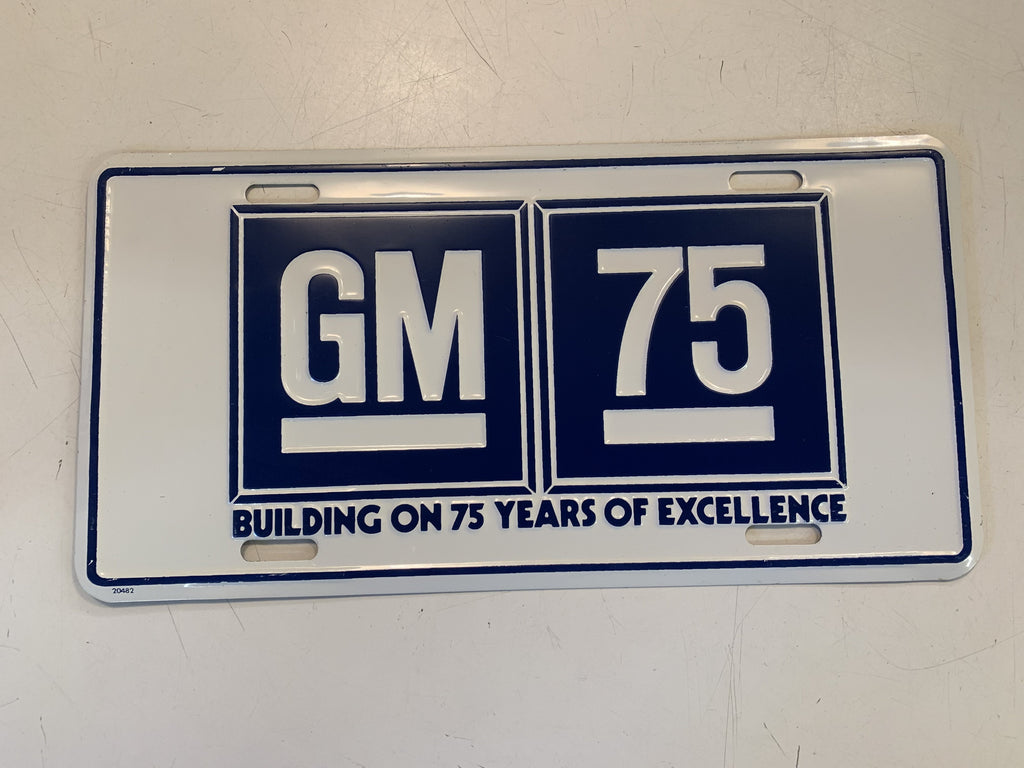 GM 75
BUILDING ON 75 YEARS OF EXCELLENCE
20482